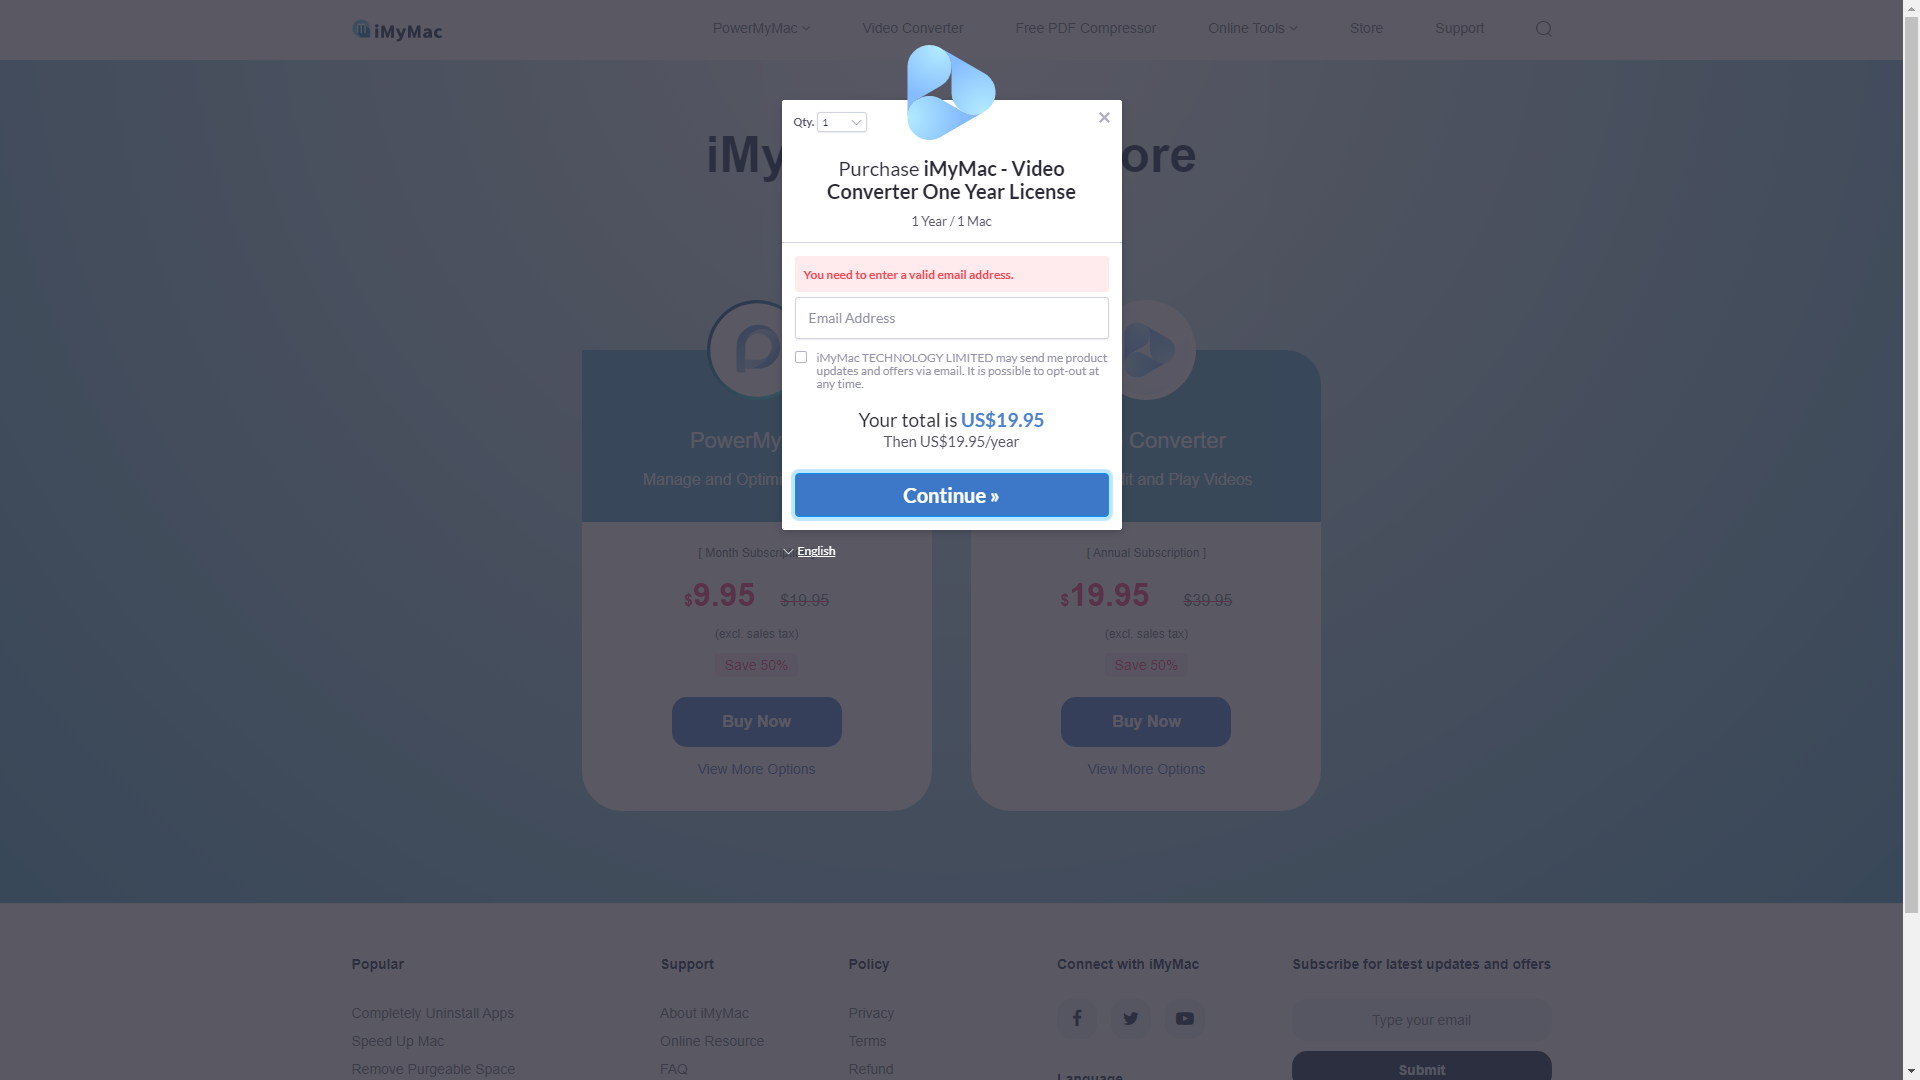 iMyMac
PowerMyMac
Video Converter
Free PDF Compressor
Online Tools
Store
Support
Qty. 1
Purchase iMyMac - Video
Converter One Year License
1 Year / 1 Mac
You need to enter a valid email address.
Email Address
iMyMac TECHNOLOGY LIMITED may send me product
updates and offers via email. It is possible to opt-out at
any time.
Your total is US$19.95
Then US$19.95/year
Continue »
English
iMy
ore
PowerMy
Manage and Optimi
[ Month Subscrip
$9.95 $19.95
(excl. sales tax)
Save 50%
Buy Now
View More Options
Converter
it and Play Videos
[ Annual Subscription ]
$19.95 $39.95
(excl. sales tax)
Save 50%
Buy Now
View More Options
Popular
Completely Uninstall Apps
Speed Up Mac
Remove Purgeable Space
Support
About iMyMac
Online Resource
FAQ
Policy
Privacy
Terms
Refund
Connect with iMyMac
Language
Subscribe for latest updates and offers
Type your email
Submit